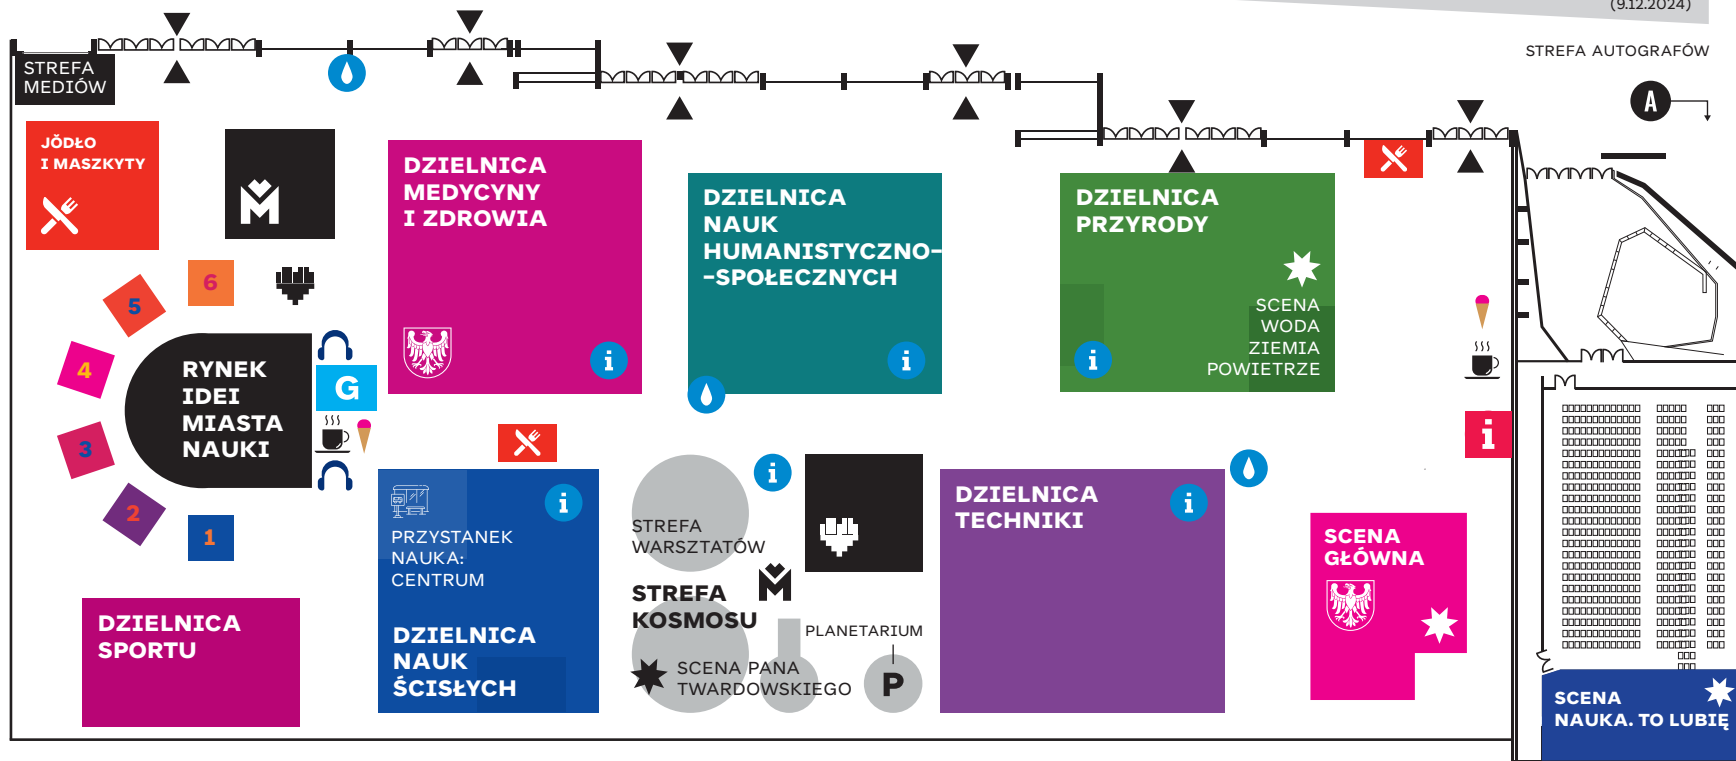 (9.12.2024)
STREFA AUTOGRAFÓW
A
STREFA
MEDIÓW
JŎDŁO
I MASZKYTY
M
DZIELNICA
MEDYCYNY
I ZDROWIA
i
DZIELNICA
NAUK
HUMANISTYCZNO-
-SPOŁECZNYCH
i
DZIELNICA
PRZYRODY
SCENA
WODA
ZIEMIA
POWIETRZE
i
6
5
4
3
2
1
RYNEK
IDEI
MIASTA
NAUKI
G
i
PRZYSTANEK
NAUKA:
CENTRUM
i
DZIELNICA
NAUK
ŚCISŁYCH
DZIELNICA
SPORTU
STREFA
WARSZTATÓW
i
STREFA
KOSMOSU
M
SCENA PANA
TWARDOWSKIEGO
PLANETARIUM
P
DZIELNICA
TECHNIKI
i
SCENA
GŁÓWNA
SCENA
NAUKA. TO LUBIĘ